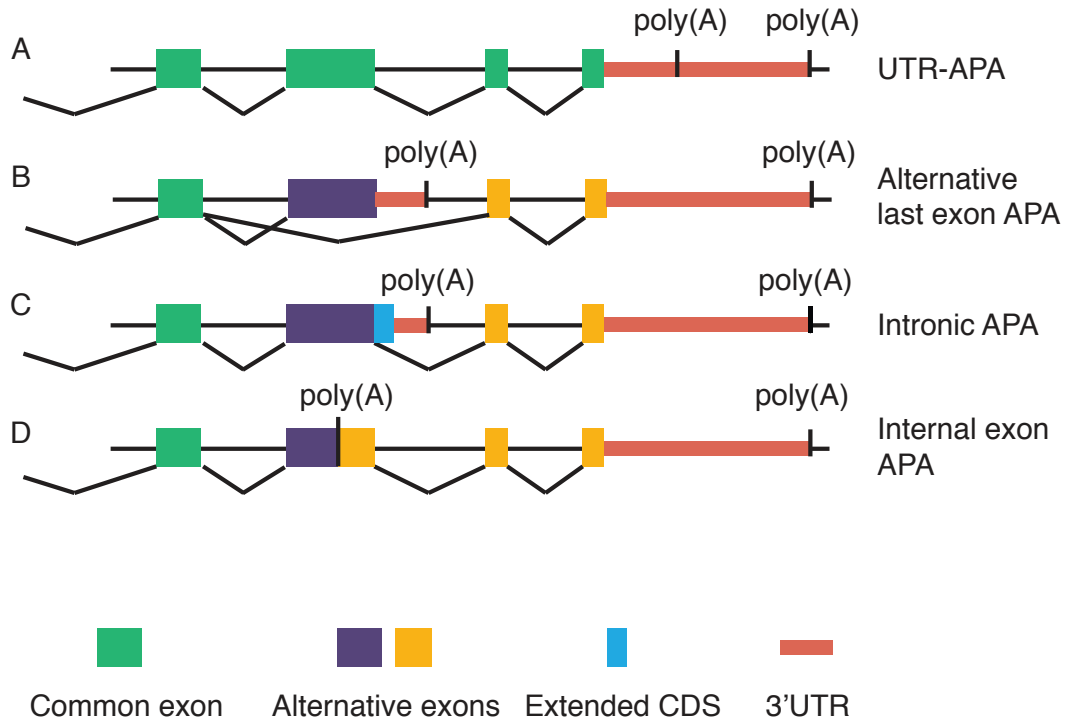 A
poly(A)
poly(A)
UTR-APA
B
poly(A)
poly(A)
Alternative
last exon APA
C
poly(A)
poly(A)
Intronic APA
D
poly(A)
poly(A)
Internal exon
APA
Common exon
Alternative exons
Extended CDS
3'UTR